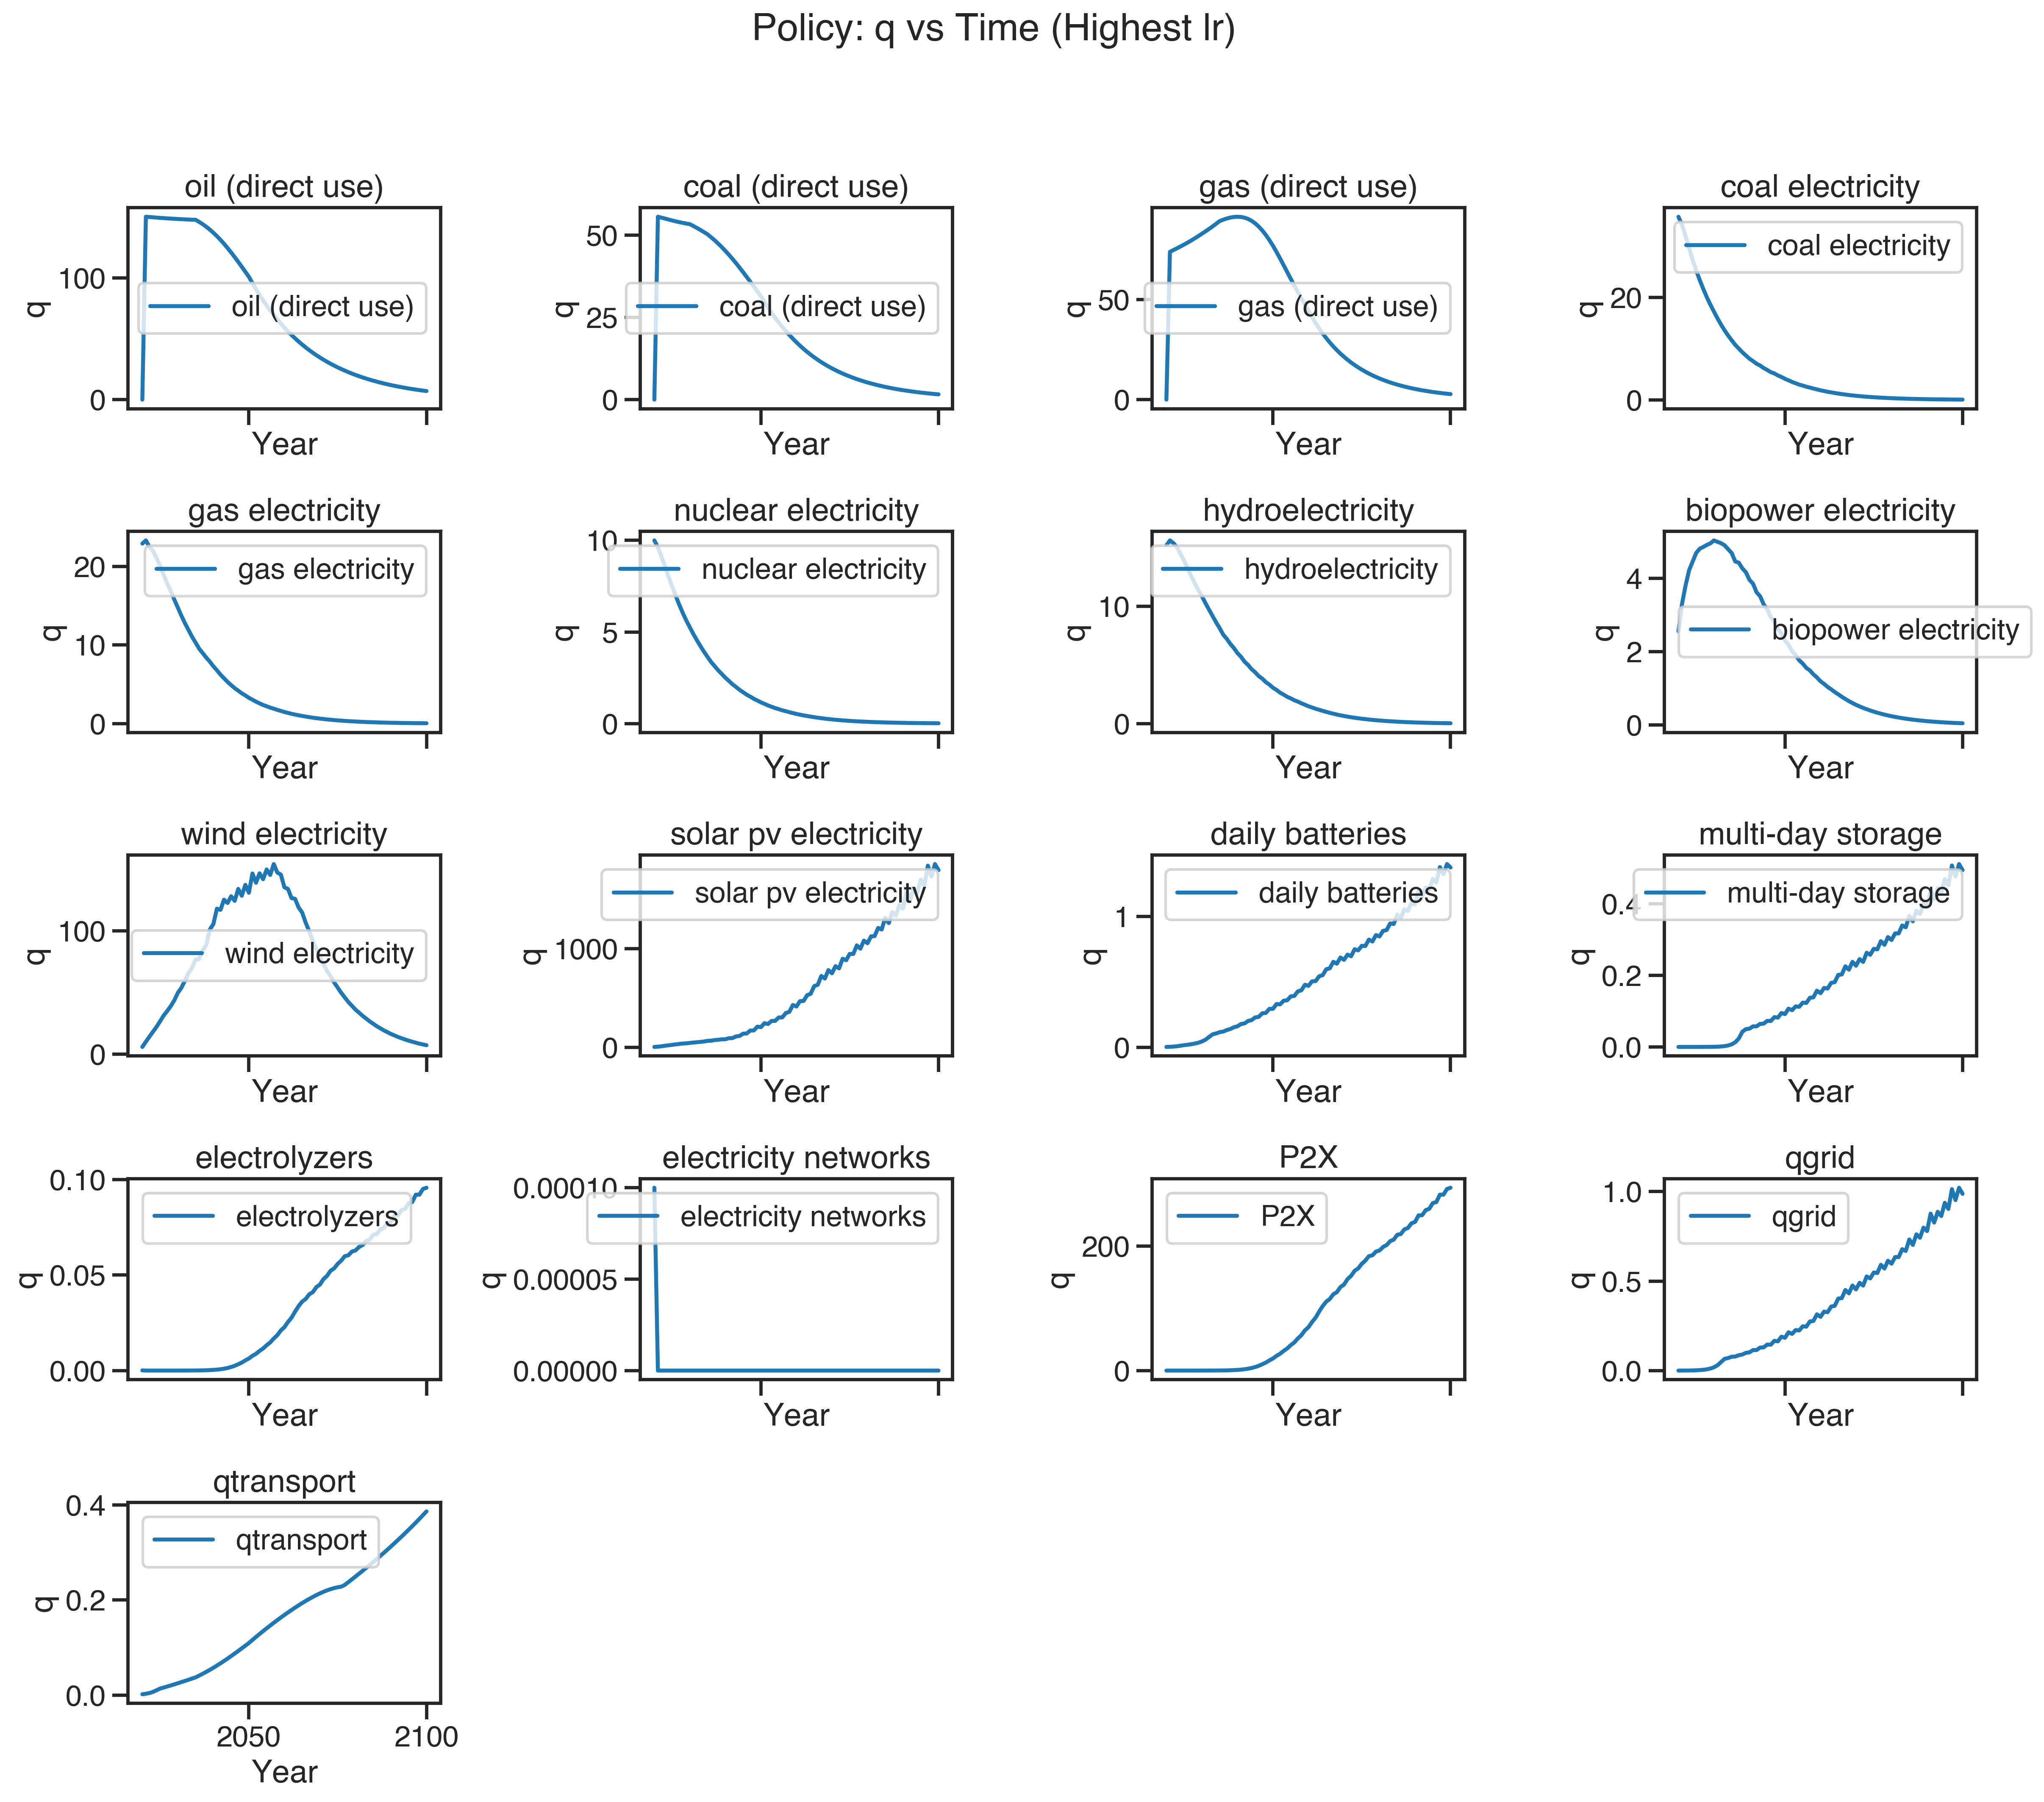 Policy: q vs Time (Highest lr)
oil (direct use)
coal (direct use)
gas (direct use)
coal electricity
q
100
0
oil (direct use)
Year
q
50
25
0
coal (direct use)
Year
q
50
0
gas (direct use)
Year
q
20
0
coal electricity
Year
gas electricity
nuclear electricity
hydroelectricity
biopower electricity
q
20
10
0
gas electricity
Year
q
10
5
0
nuclear electricity
Year
q
10
0
hydroelectricity
Year
q
4
2
0
biopower electricity
Year
wind electricity
solar pv electricity
daily batteries
multi-day storage
q
100
0
wind electricity
Year
q
1000
0
solar pv electricity
Year
q
1
0
daily batteries
Year
q
0.4
0.2
0.0
multi-day storage
Year
electrolyzers
electricity networks
P2X
qgrid
q
0.10
0.05
0.00
electrolyzers
Year
q
0.00010
0.00005
0.00000
electricity networks
Year
q
200
0
P2X
Year
q
1.0
0.5
0.0
qgrid
Year
qtransport
q
0.4
0.2
0.0
qtransport
2050
2100
Year